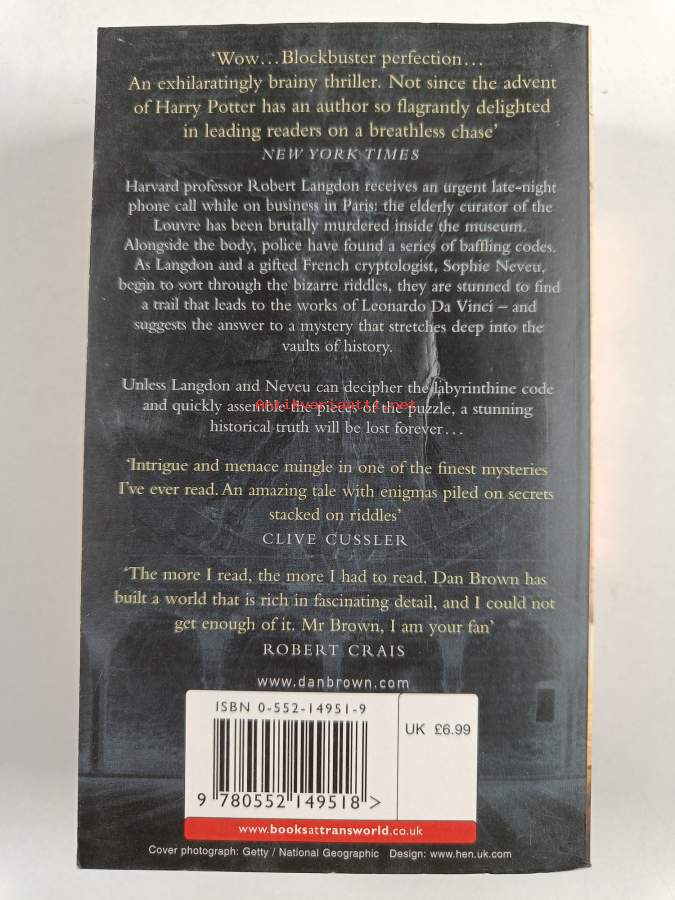 ‘Wow…Blockbuster perfection…
An exhilaratingly brainy thriller. Not since the advent
of Harry Potter has an author so flagrantly delighted
in leading readers on a breathless chase’
NEW YORK TIMES
Harvard professor Robert Langdon receives an urgent late-night
phone call while on business in Paris: the elderly curator of the
Louvre has been brutally murdered inside the museum.
Alongside the body, police have found a series of baffling codes.
As Langdon and a gifted French cryptologist, Sophie Neveu,
begin to sort through the bizarre riddles, they are stunned to find
a trail that leads to the works of Leonardo Da Vinci – and
suggests the answer to a mystery that stretches deep into the
vaults of history.
Unless Langdon and Neveu can decipher the labyrinthine code
and quickly assemble the pieces of the puzzle, a stunning
Antikvariaatti.net
historical truth will be lost forever…
‘Intrigue and menace mingle in one of the finest mysteries
I’ve ever read. An amazing tale with enigmas piled on secrets
stacked on riddles’
CLIVE CUSSLER
‘The more I read, the more I had to read. Dan Brown has
built a world that is rich in fascinating detail, and I could not
get enough of it. Mr Brown, I am your fan’
ROBERT CRAIS
www.danbrown.com
ISBN 0-552-14951-9
UK £6.99
9 780552 149518 >
www.booksattransworld.co.uk
Cover photograph: Getty / National Geographic Design: www.hen.uk.com